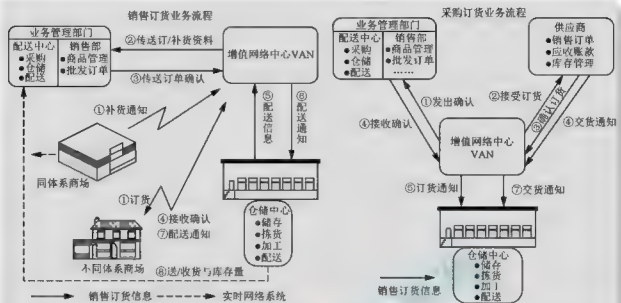 销售订货业务流程
业务管理部门
配送中心
●采购
●仓储
●配送
销售部
●商品管理
●批发订单
②传送订/补货资料
③传送订单确认
增值网络中心VAN
①补货通知
⑤配送信息
⑥配送通知
同体系商场
①订货
④接收确认
⑦配送通知
不同体系商场
仓储中心
●储存
●拣货
●加工
●配送
⑧送/收货与库存量
销售订货信息
实时网络系统
采购订货业务流程
业务管理部门
配送中心
●采购
●仓储
●配送
销售部
●商品管理
●批发订单
……
供应商
●销售订单
●应收账款
●库存管理
①发出确认
②接受订货
③确认订货
④接收确认
④交货通知
增值网络中心
VAN
⑤订货通知
⑦交货通知
仓储中心
●储存
●拣货
●加工
●配送
销售订货信息